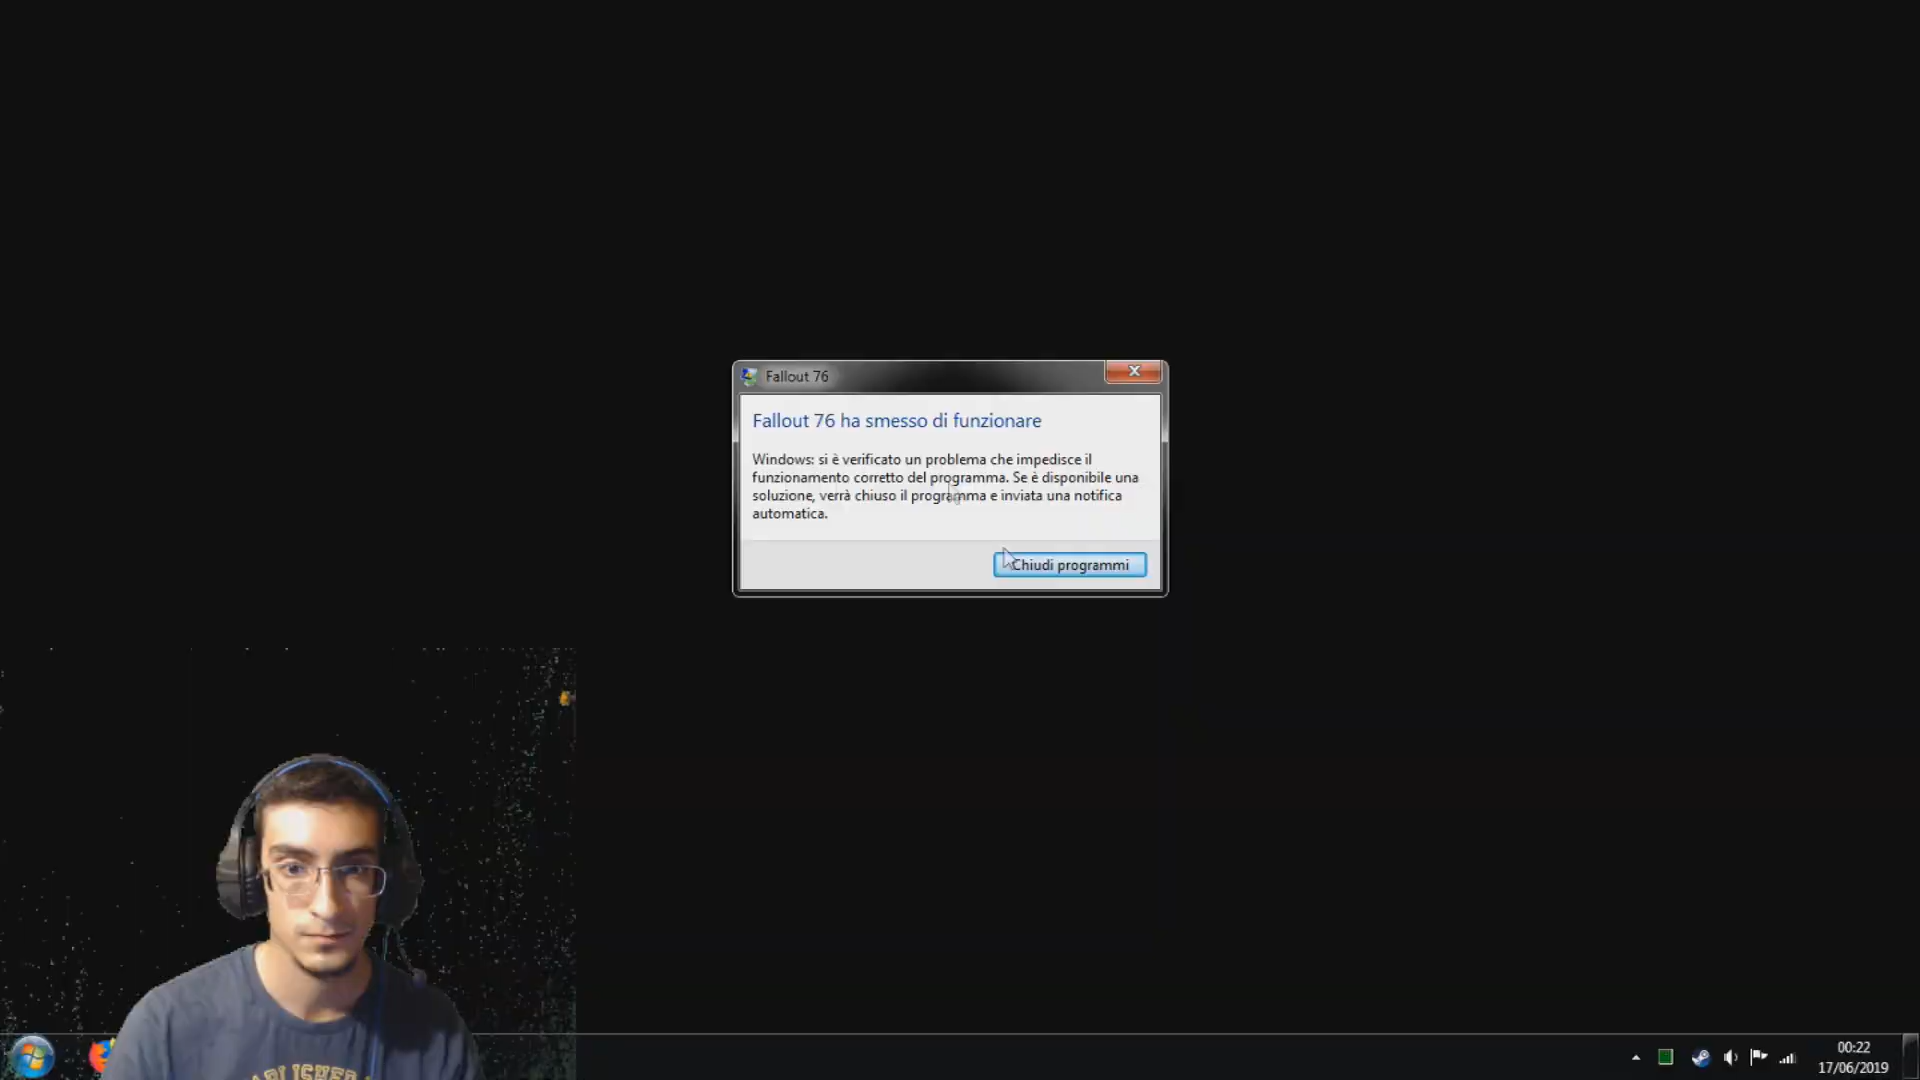 Fallout 76
Fallout 76 ha smesso di funzionare
Windows: si è verificato un problema che impedisce il
funzionamento corretto del programma. Se è disponibile una
soluzione, verrà chiuso il programma e inviata una notifica
automatica.
Chiudi programmi
00:22
17/06/2019